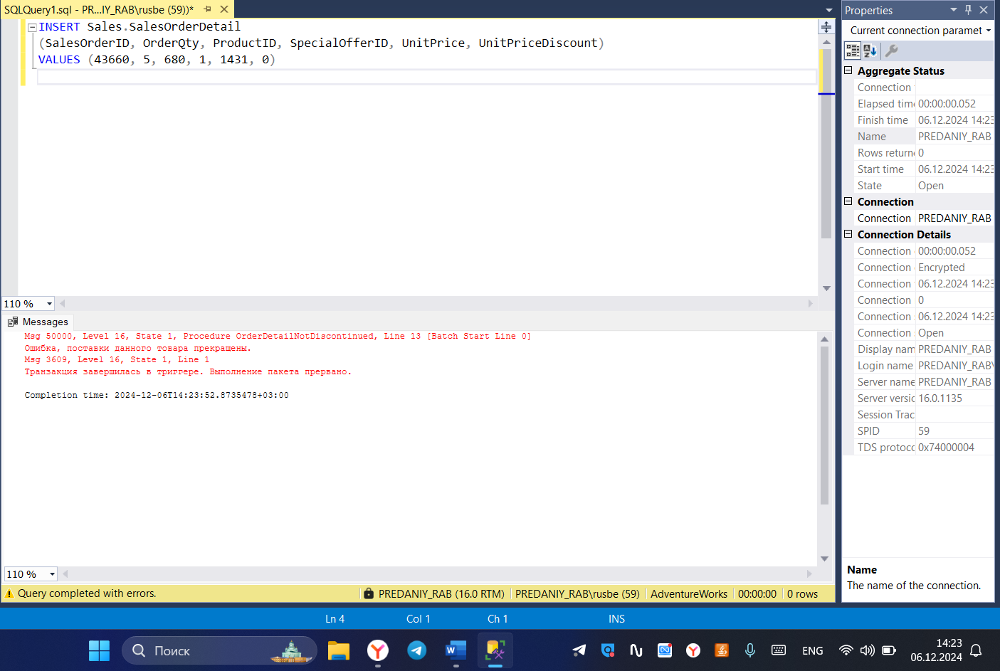 SQLQuery1.sql - PR...IY_RAB\rusbe (59))*
INSERT Sales.SalesOrderDetail
(SalesOrderID, OrderQty, ProductID, SpecialOfferID, UnitPrice, UnitPriceDiscount)
VALUES (43660, 5, 680, 1, 1431, 0)
110 %
Messages
Msg 50000, Level 16, State 1, Procedure OrderDetailNotDiscontinued, Line 13 [Batch Start Line 0]
Ошибка, поставки данного товара прекращены.
Msg 3609, Level 16, State 1, Line 1
Транзакция завершилась в триггере. Выполнение пакета прервано.
Completion time: 2024-12-06T14:23:52.8735478+03:00
110 %
Query completed with errors.
PREDANIY_RAB (16.0 RTM)
PREDANIY_RAB\rusbe (59)
AdventureWorks
00:00:00
0 rows
Properties
Current connection paramet
Aggregate Status
Connection
Elapsed time 00:00:00.052
Finish time 06.12.2024 14:23
Name PREDANIY_RAB
Rows returne 0
Start time 06.12.2024 14:23
State Open
Connection
Connection PREDANIY_RAB
Connection Details
Connection 00:00:00.052
Connection Encrypted
Connection 06.12.2024 14:23
Connection 0
Connection 06.12.2024 14:23
Connection Open
Display nam PREDANIY_RAB
Login name PREDANIY_RAB\
Server name PREDANIY_RAB
Server versic 16.0.1135
Session Trac
SPID 59
TDS protocc 0x74000004
Name
The name of the connection.
Ln 4
Col 1
Ch 1
INS
Поиск
ENG
14:23
06.12.2024